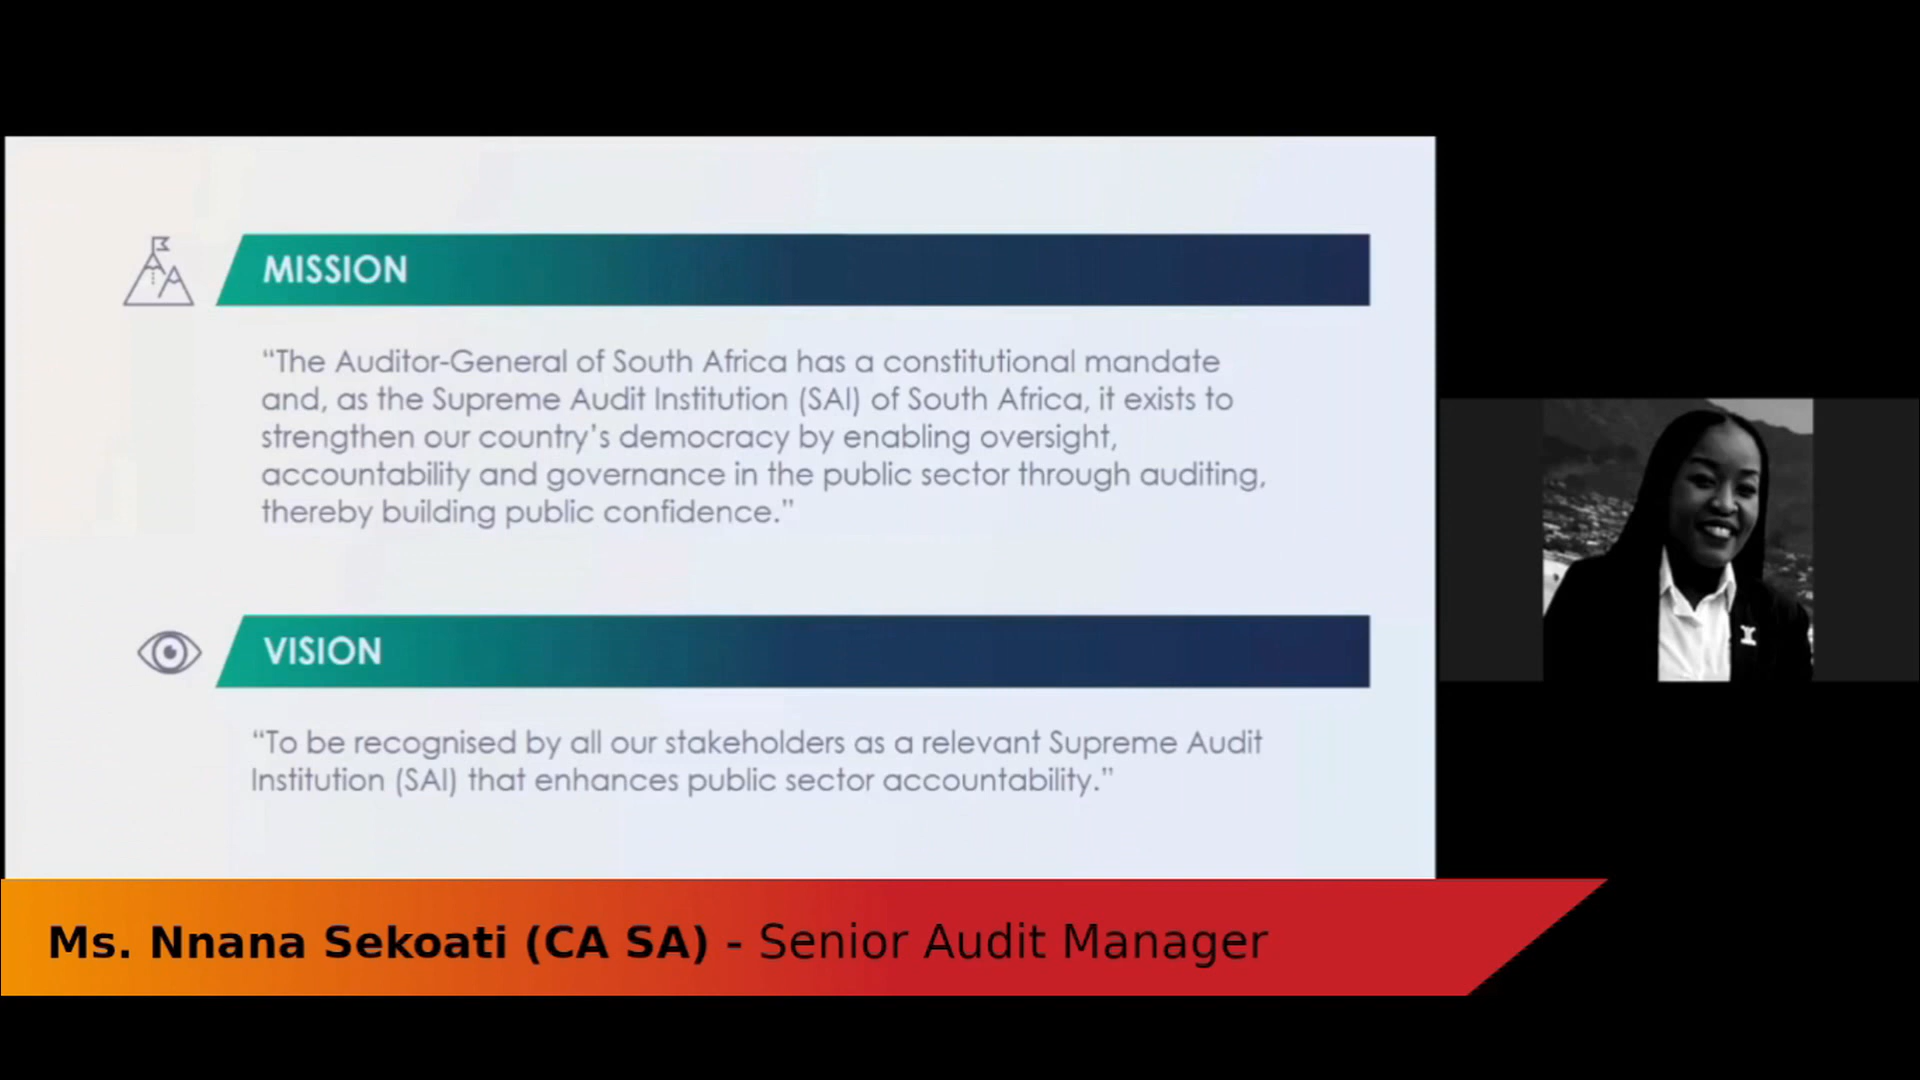 MISSION
“The Auditor-General of South Africa has a constitutional mandate
and, as the Supreme Audit Institution (SAI) of South Africa, it exists to
strengthen our country’s democracy by enabling oversight,
accountability and governance in the public sector through auditing,
thereby building public confidence.”
VISION
“To be recognised by all our stakeholders as a relevant Supreme Audit
Institution (SAI) that enhances public sector accountability.”
Ms. Nnana Sekoati (CA SA) - Senior Audit Manager